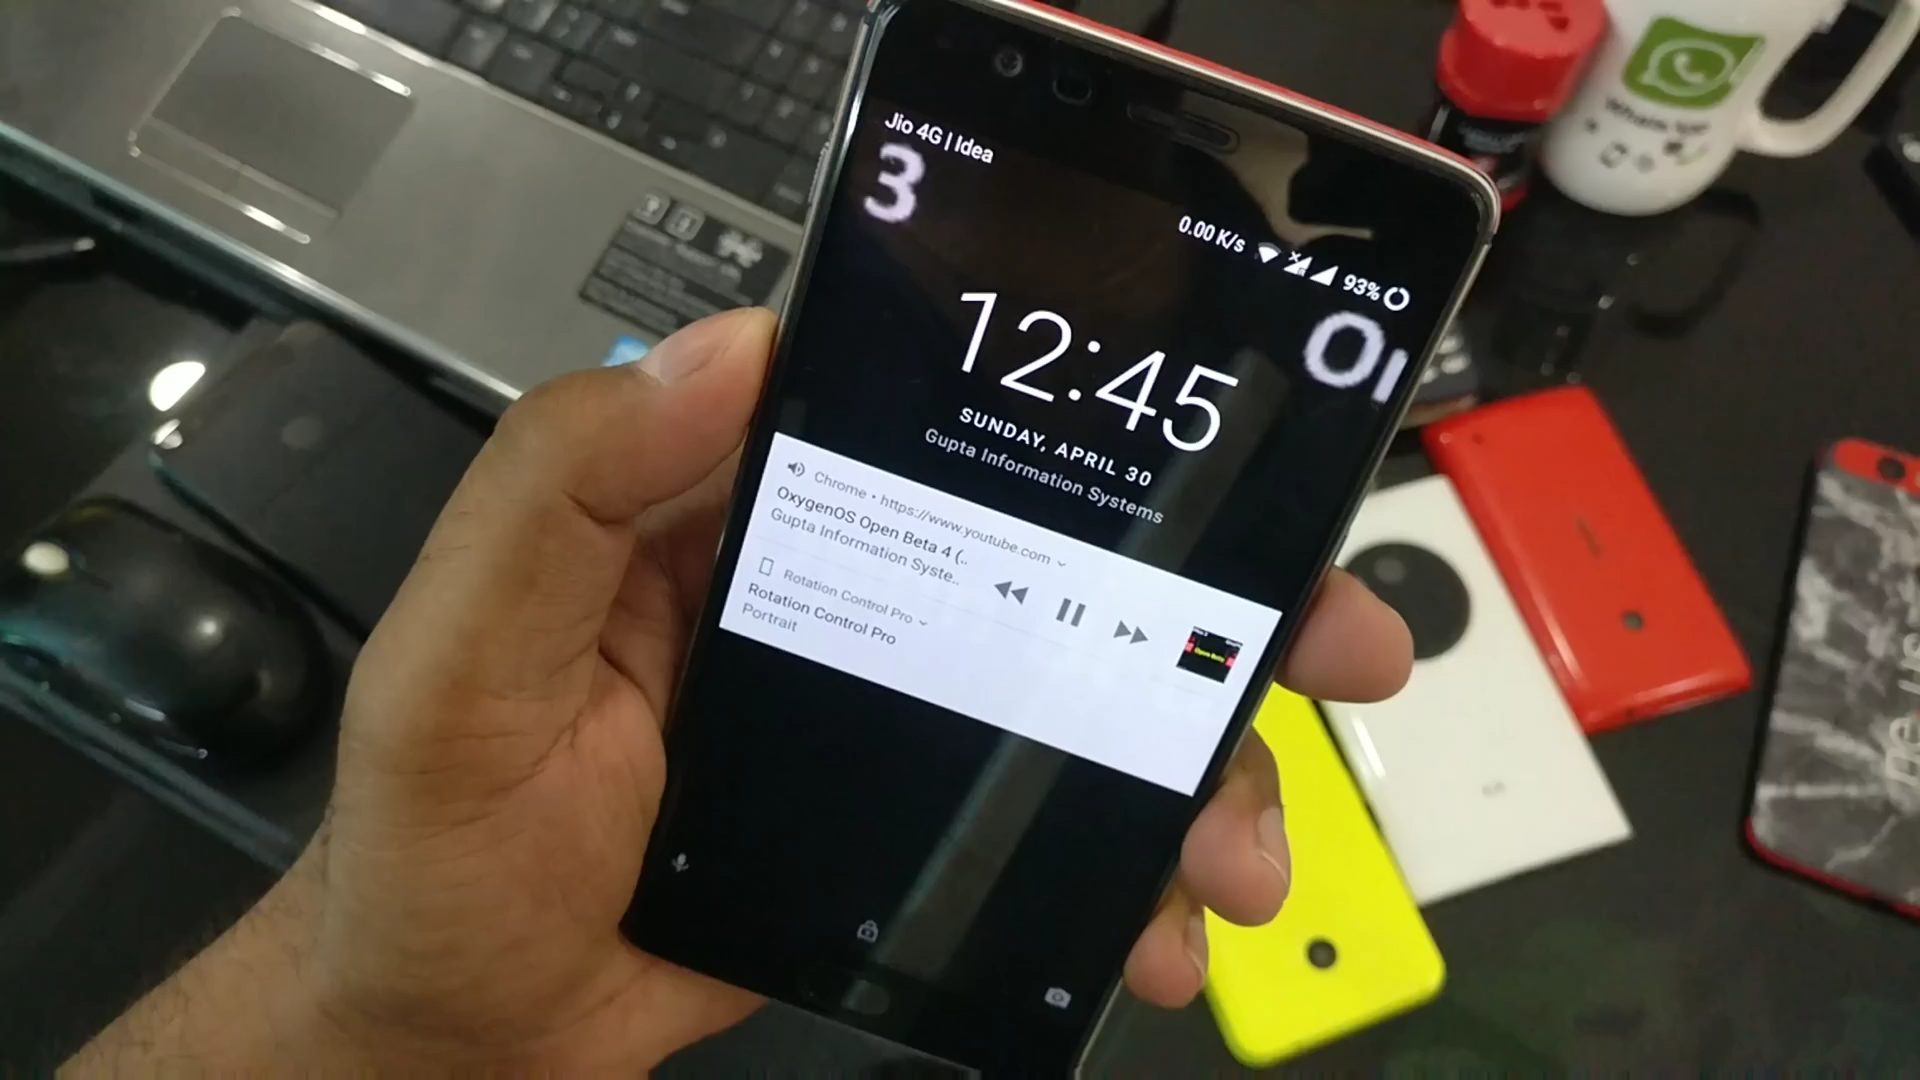 Jio 4G | Idea
3
0.00 K/s
93%
12:45
SUNDAY, APRIL 30
Gupta Information Systems
Chrome • https://www.youtube.com
OxygenOS Open Beta 4 (..
Gupta Information Syste..
Rotation Control Pro
Rotation Control Pro
Portrait
WhatsApp